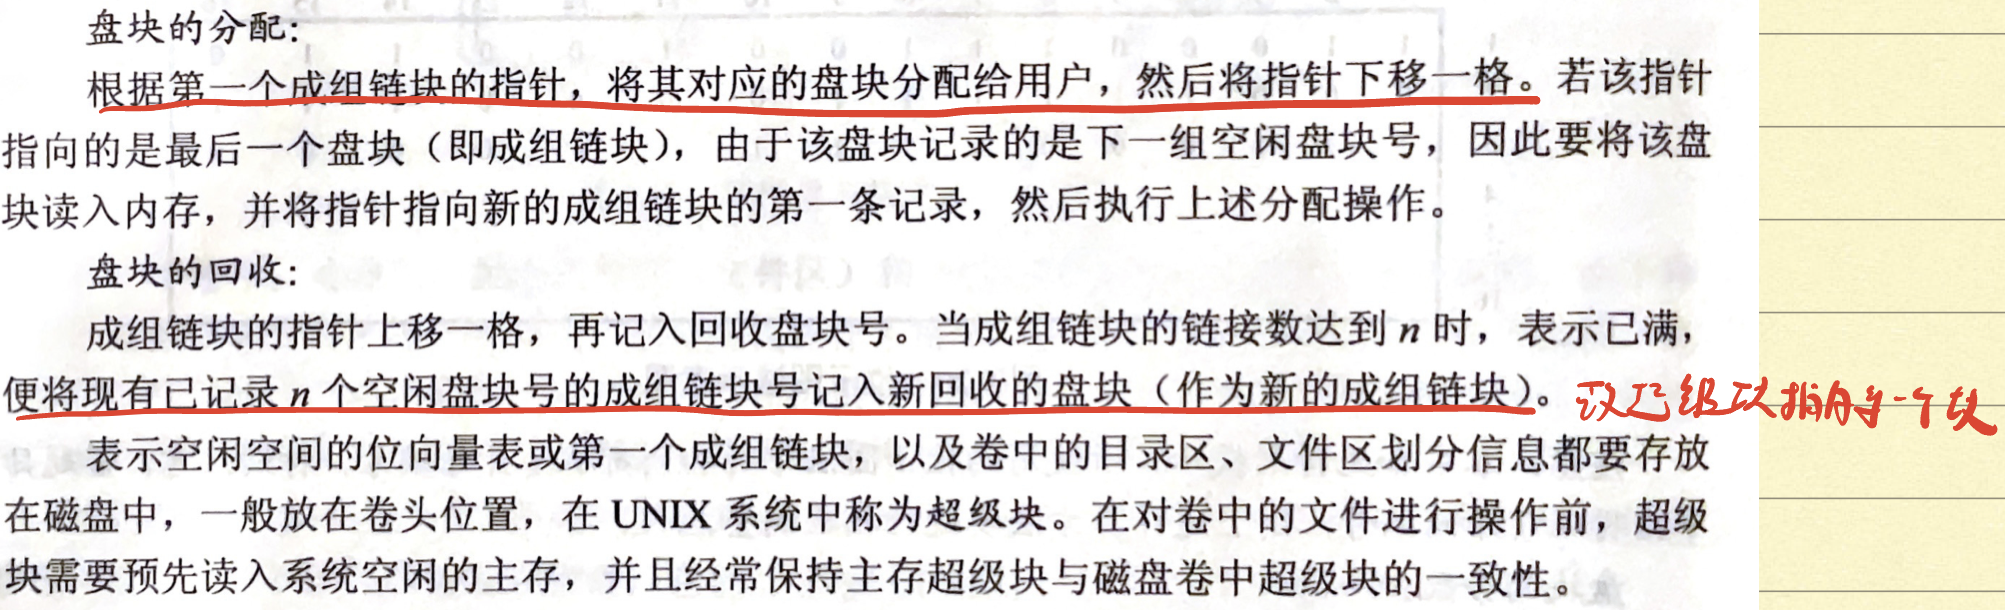 盘块的分配：
根据第一个成组链块的指针，将其对应的盘块分配给用户，然后将指针下移一格。若该指针
指向的是最后一个盘块（即成组链块），由于该盘块记录的是下一组空闲盘块号，因此要将该盘
块读入内存，并将指针指向新的成组链块的第一条记录，然后执行上述分配操作。
盘块的回收：
成组链块的指针上移一格，再记入回收盘块号。当成组链块的链接数达到 n 时，表示已满，
便将现有已记录 n 个空闲盘块号的成组链块号记入新回收的盘块（作为新的成组链块）。
块指向另一个块
表示空闲空间的位向量表或第一个成组链块，以及卷中的目录区、文件区划分信息都要存放
在磁盘中，一般放在卷头位置，在 UNIX 系统中称为超级块。在对卷中的文件进行操作前，超级
块需要预先读入系统空闲的主存，并且经常保持主存超级块与磁盘卷中超级块的一致性。